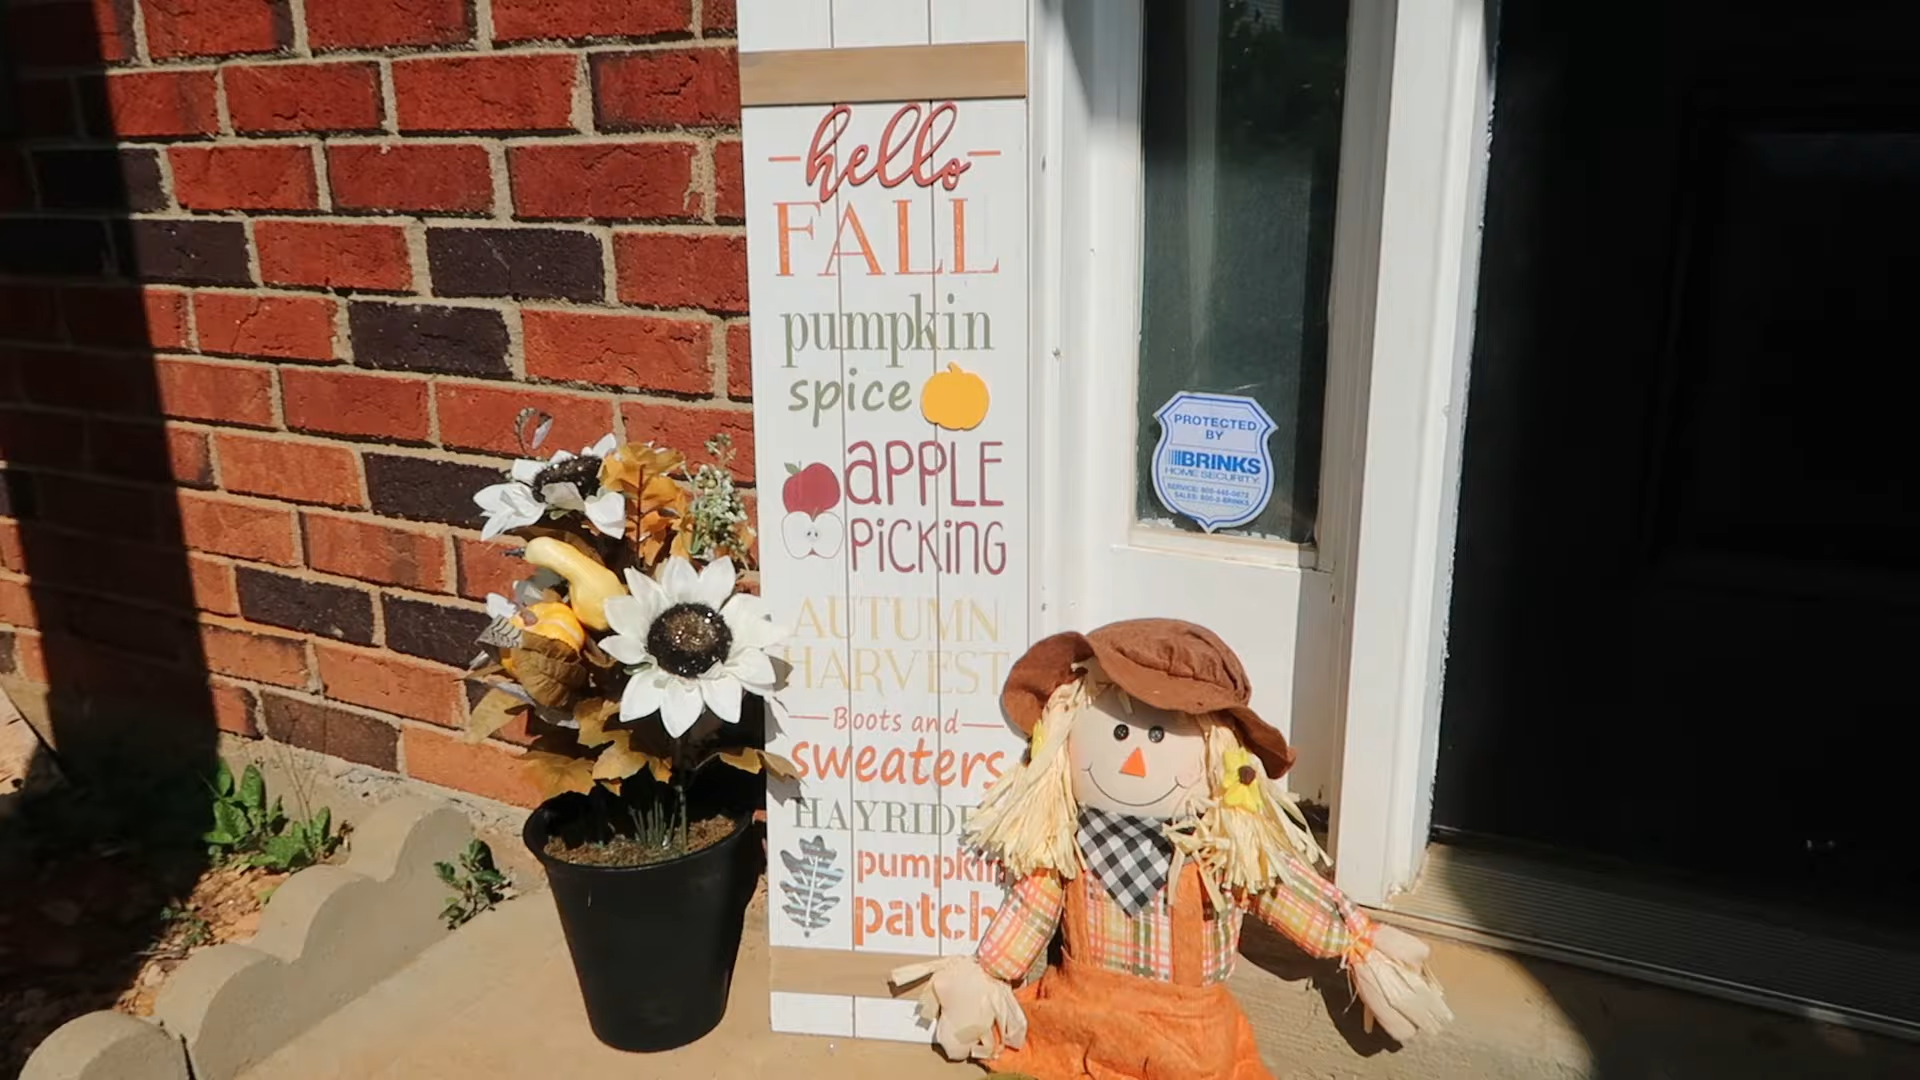 hello
FALL
pumpkin
spice
APPLE
PiCKiNG
AUTUMN
HARVEST
Boots and
sweaters
HAYRIDE
pumpkin
patch
PROTECTED
BY
BRINKS
HOME SECURITY